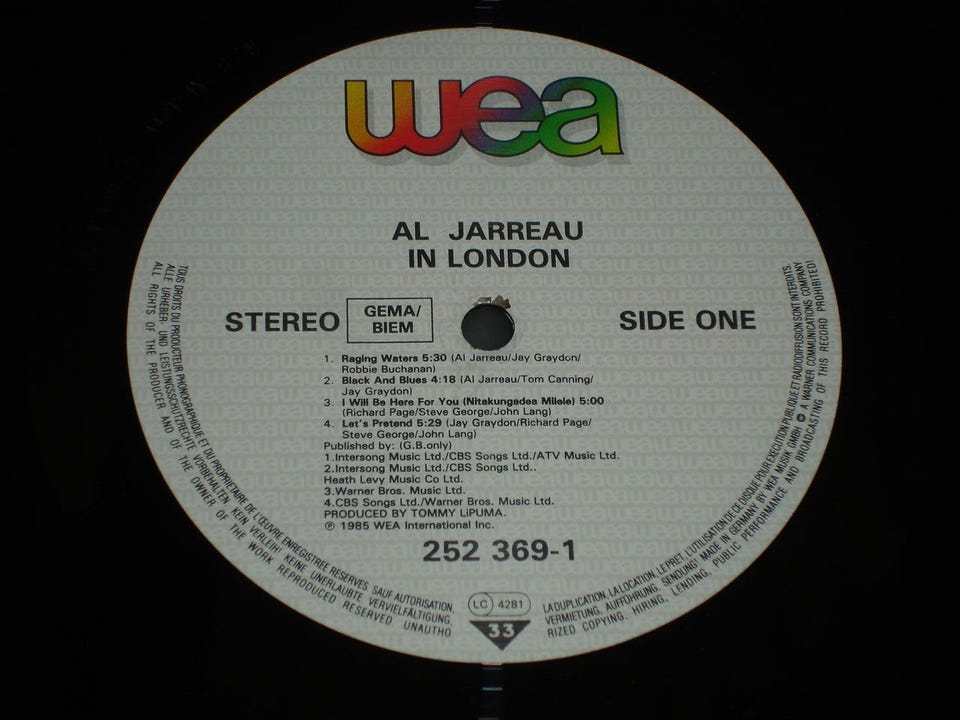 wea
AL JARREAU
IN LONDON
STEREO
GEMA/
BIEM
SIDE ONE
1. Raging Waters 5:30 (Al Jarreau/Jay Graydon/
Robbie Buchanan)
2. Black And Blues 4:18 (Al Jarreau/Tom Canning/
Jay Graydon)
3. I Will Be Here For You (Nitakungadea Milele) 5:00
(Richard Page/Steve George/John Lang)
4. Let's Pretend 5:29 (Jay Graydon/Richard Page/
Steve George/John Lang)
Published by: (G.B.only)
1.Intersong Music Ltd./CBS Songs Ltd./ATV Music Ltd.
2.Intersong Music Ltd./CBS Songs Ltd..
Heath Levy Music Co Ltd.
3.Warner Bros. Music Ltd.
4.CBS Songs Ltd./Warner Bros. Music Ltd.
PRODUCED BY TOMMY LiPUMA.
℗ 1985 WEA International Inc.
252 369-1
LC 4281
33
TOUS DROITS DU PRODUCTEUR PHONOGRAPHIQUE ET DU PROPRIETAIRE DE L'ŒUVRE ENREGISTREE RESERVES. SAUF AUTORISATION,
LA DUPLICATION, LA LOCATION, LE PRET, L'UTILISATION DE CE DISQUE POUR EXECUTION PUBLIQUE ET RADIODIFFUSION SONT INTERDITS.
ALLE URHEBER- UND LEISTUNGSSCHUTZRECHTE VORBEHALTEN. KEIN VERLEIH! KEINE UNERLAUBTE VERVIELFÄLTIGUNG,
VERMIETUNG, AUFFÜHRUNG, SENDUNG! MADE IN GERMANY BY WEA MUSIK GMBH A WARNER COMMUNICATIONS COMPANY
ALL RIGHTS OF THE PRODUCER AND OF THE OWNER OF THE WORK REPRODUCED RESERVED UNAUTHO
RIZED COPYING, HIRING, LENDING, PUBLIC PERFORMANCE AND BROADCASTING OF THIS RECORD PROHIBITED!